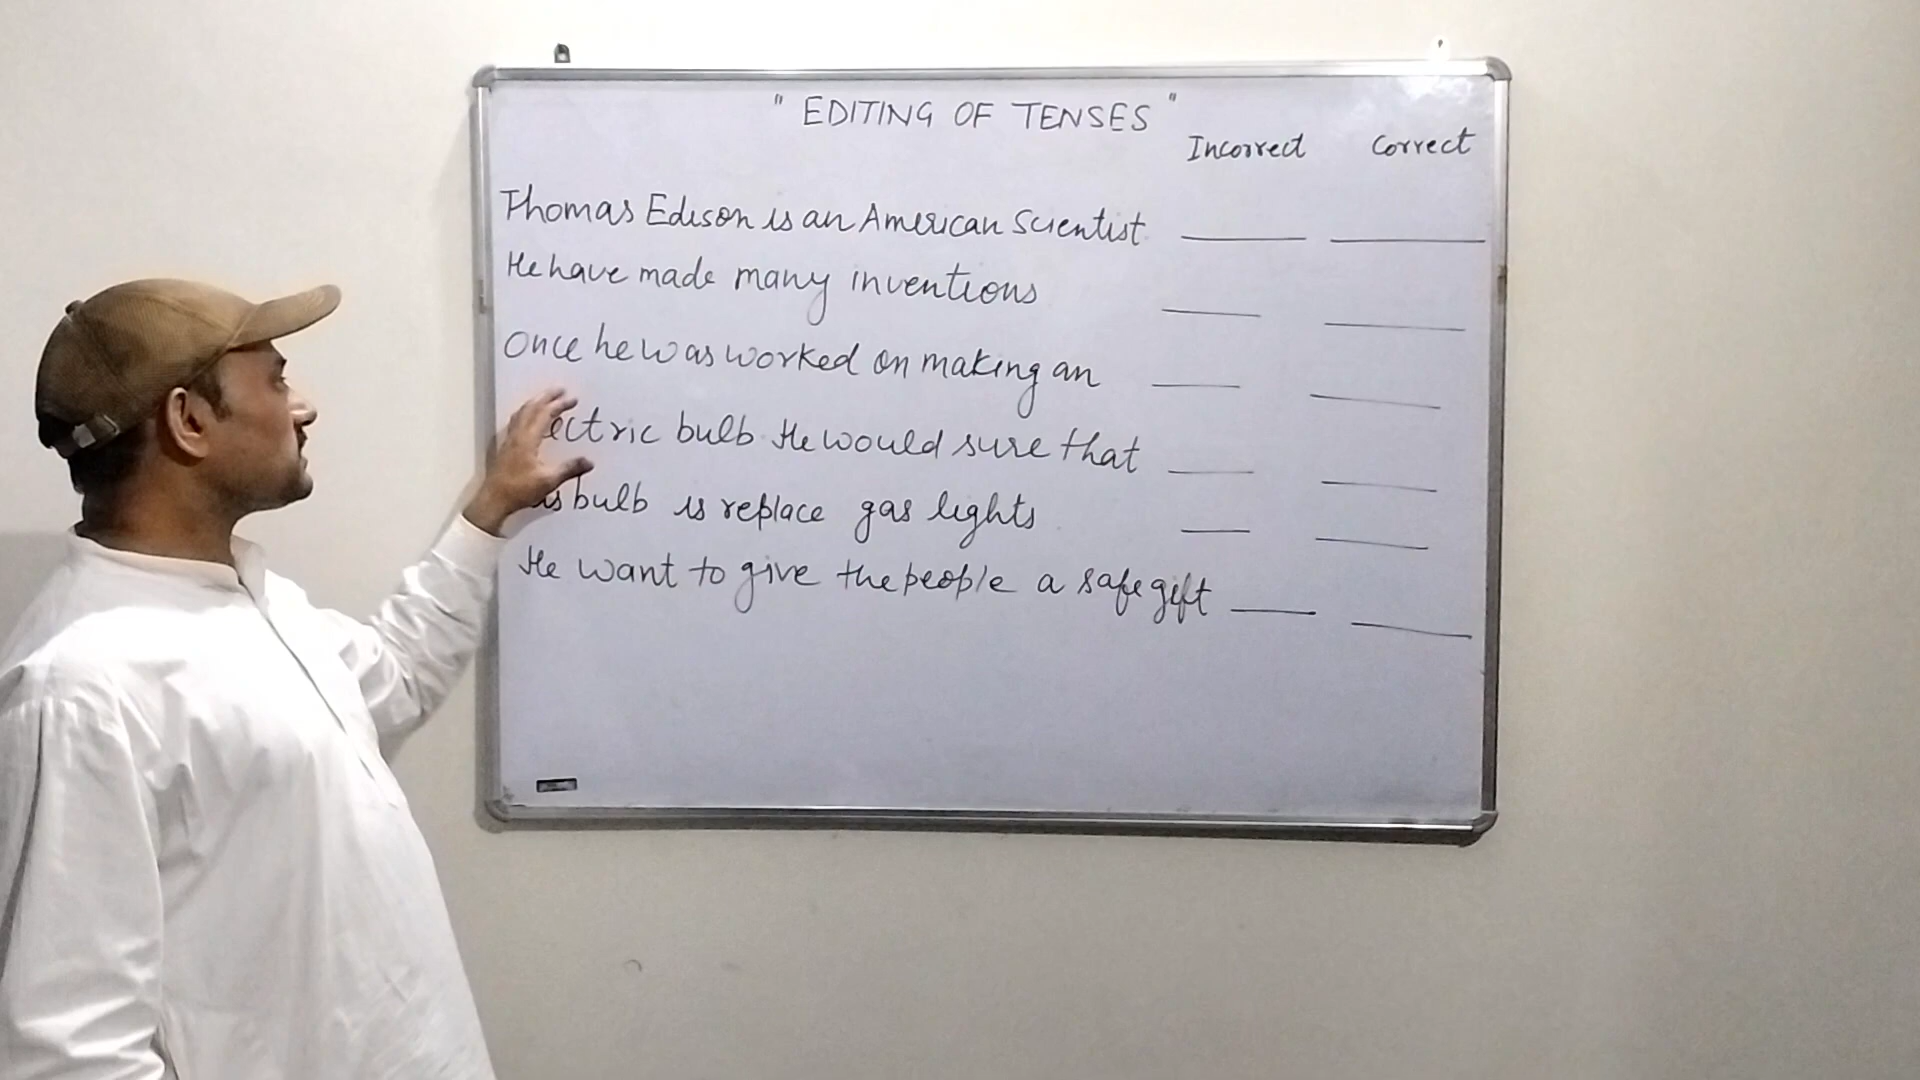 " EDITING OF TENSES "
Incorrect Correct
Thomas Edison is an American Scientist
He have made many inventions
Once he was worked on making an
ectric bulb. He would sure that
bulb is replace gas lights
He want to give the people a safe gift